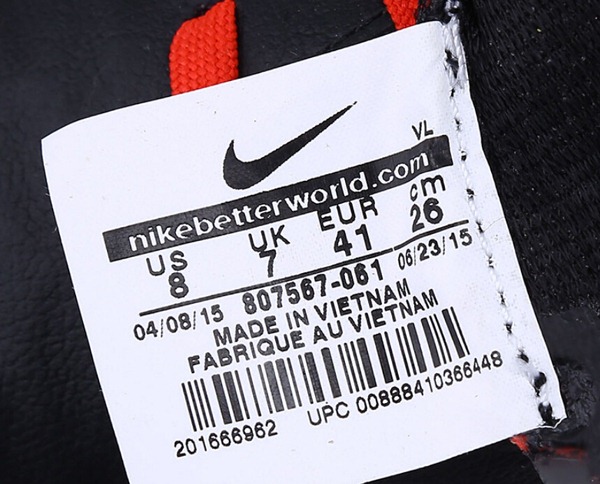 VL
nikebetterworld.com
US UK EUR cm
8 7 41 26
04/08/15 807567-061 06/23/15
MADE IN VIETNAM
FABRIQUE AU VIETNAM
201666962 UPC 00888410366448